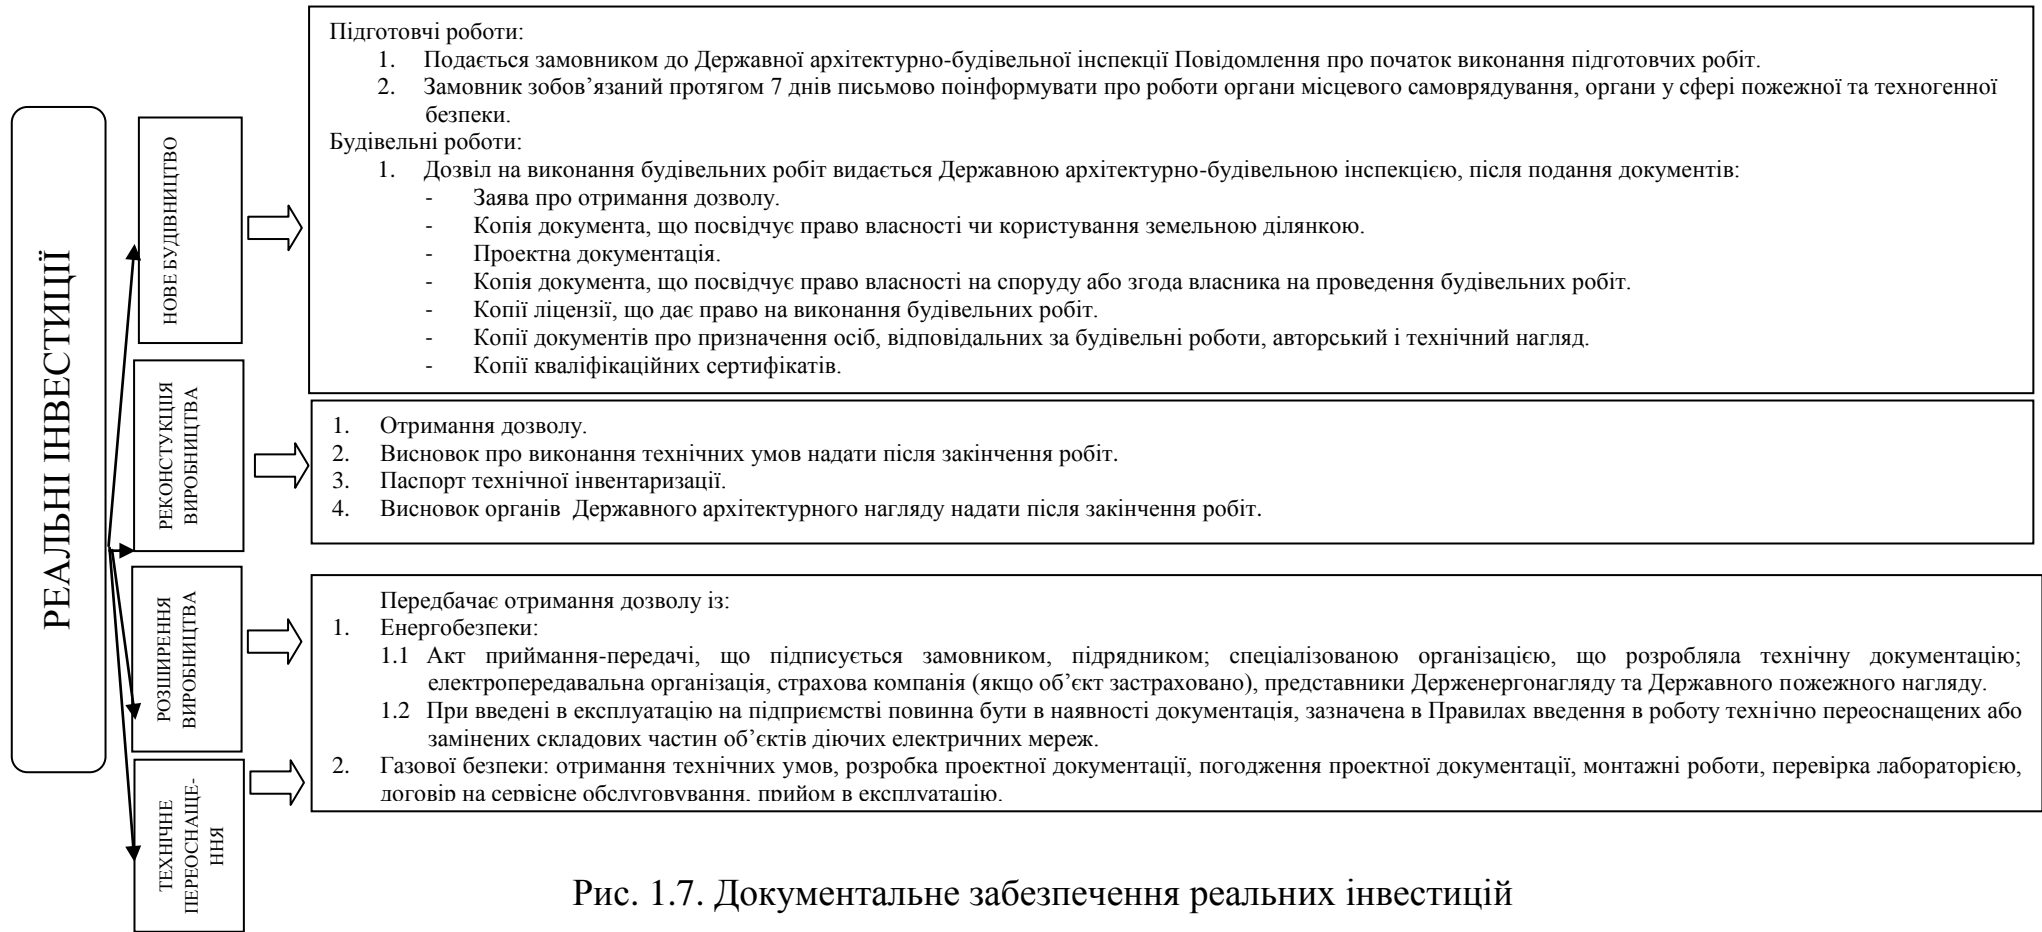 РЕАЛЬНІ ІНВЕСТИЦІЇ
НОВЕ БУДІВНИЦТВО
Підготовчі роботи:
1. Подається замовником до Державної архітектурно-будівельної інспекції Повідомлення про початок виконання підготовчих робіт.
2. Замовник зобов’язаний протягом 7 днів письмово поінформувати про роботи органи місцевого самоврядування, органи у сфері пожежної та техногенної
безпеки.
Будівельні роботи:
1. Дозвіл на виконання будівельних робіт видається Державною архітектурно-будівельною інспекцією, після подання документів:
- Заява про отримання дозволу.
- Копія документа, що посвідчує право власності чи користування земельною ділянкою.
- Проектна документація.
- Копія документа, що посвідчує право власності на споруду або згода власника на проведення будівельних робіт.
- Копії ліцензії, що дає право на виконання будівельних робіт.
- Копії документів про призначення осіб, відповідальних за будівельні роботи, авторський і технічний нагляд.
- Копії кваліфікаційних сертифікатів.
РЕКОНСТУКЦІЯ
ВИРОБНИЦТВА
1. Отримання дозволу.
2. Висновок про виконання технічних умов надати після закінчення робіт.
3. Паспорт технічної інвентаризації.
4. Висновок органів Державного архітектурного нагляду надати після закінчення робіт.
РОЗШИРЕННЯ
ВИРОБНИЦТВА
ТЕХНІЧНЕ
ПЕРЕОСНАЩЕ-
ННЯ
Передбачає отримання дозволу із:
1. Енергобезпеки:
1.1 Акт приймання-передачі, що підписується замовником, підрядником; спеціалізованою організацією, що розробляла технічну документацію;
електропередавальна організація, страхова компанія (якщо об’єкт застраховано), представники Держенергонагляду та Державного пожежного нагляду.
1.2 При введені в експлуатацію на підприємстві повинна бути в наявності документація, зазначена в Правилах введення в роботу технічно переоснащених або
замінених складових частин об’єктів діючих електричних мереж.
2. Газової безпеки: отримання технічних умов, розробка проектної документації, погодження проектної документації, монтажні роботи, перевірка лабораторією,
договір на сервісне обслуговування, прийом в експлуатацію.
Рис. 1.7. Документальне забезпечення реальних інвестицій